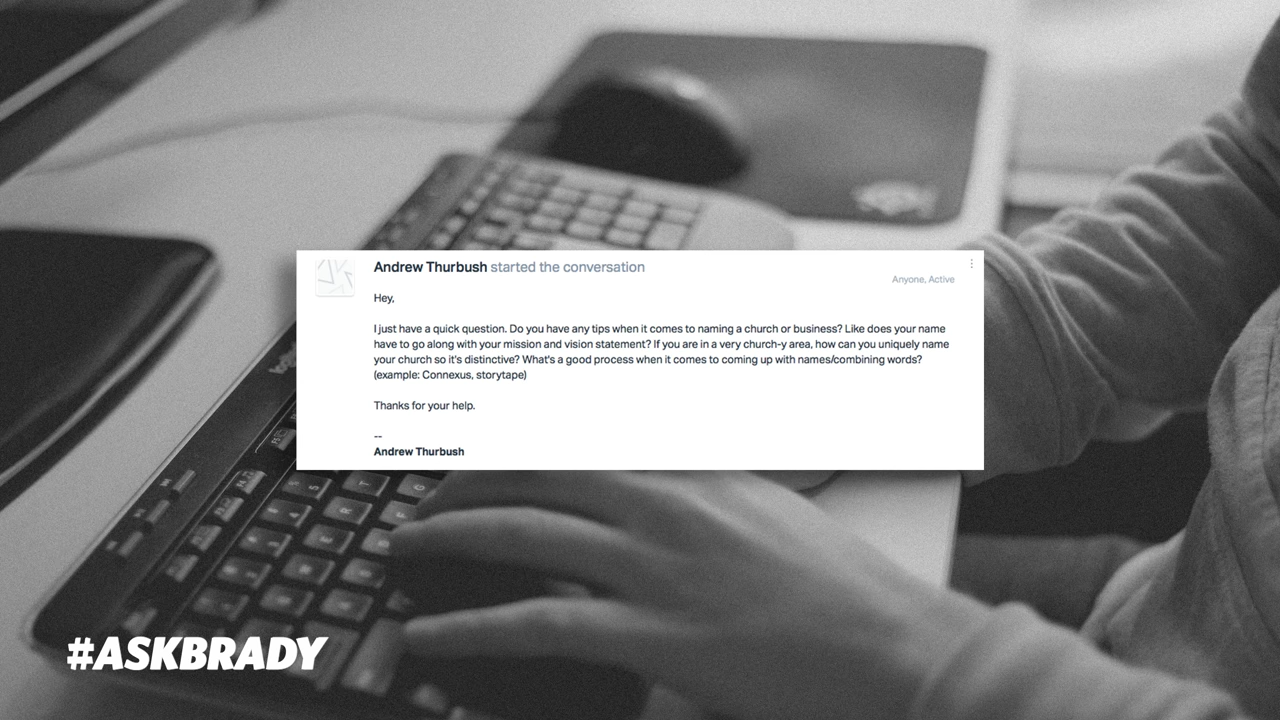 Andrew Thurbush started the conversation
Anyone, Active
Hey,
I just have a quick question. Do you have any tips when it comes to naming a church or business? Like does your name
have to go along with your mission and vision statement? If you are in a very church-y area, how can you uniquely name
your church so it's distinctive? What's a good process when it comes to coming up with names/combining words?
(example: Connexus, storytape)
Thanks for your help.
--
Andrew Thurbush
#ASKBRADY